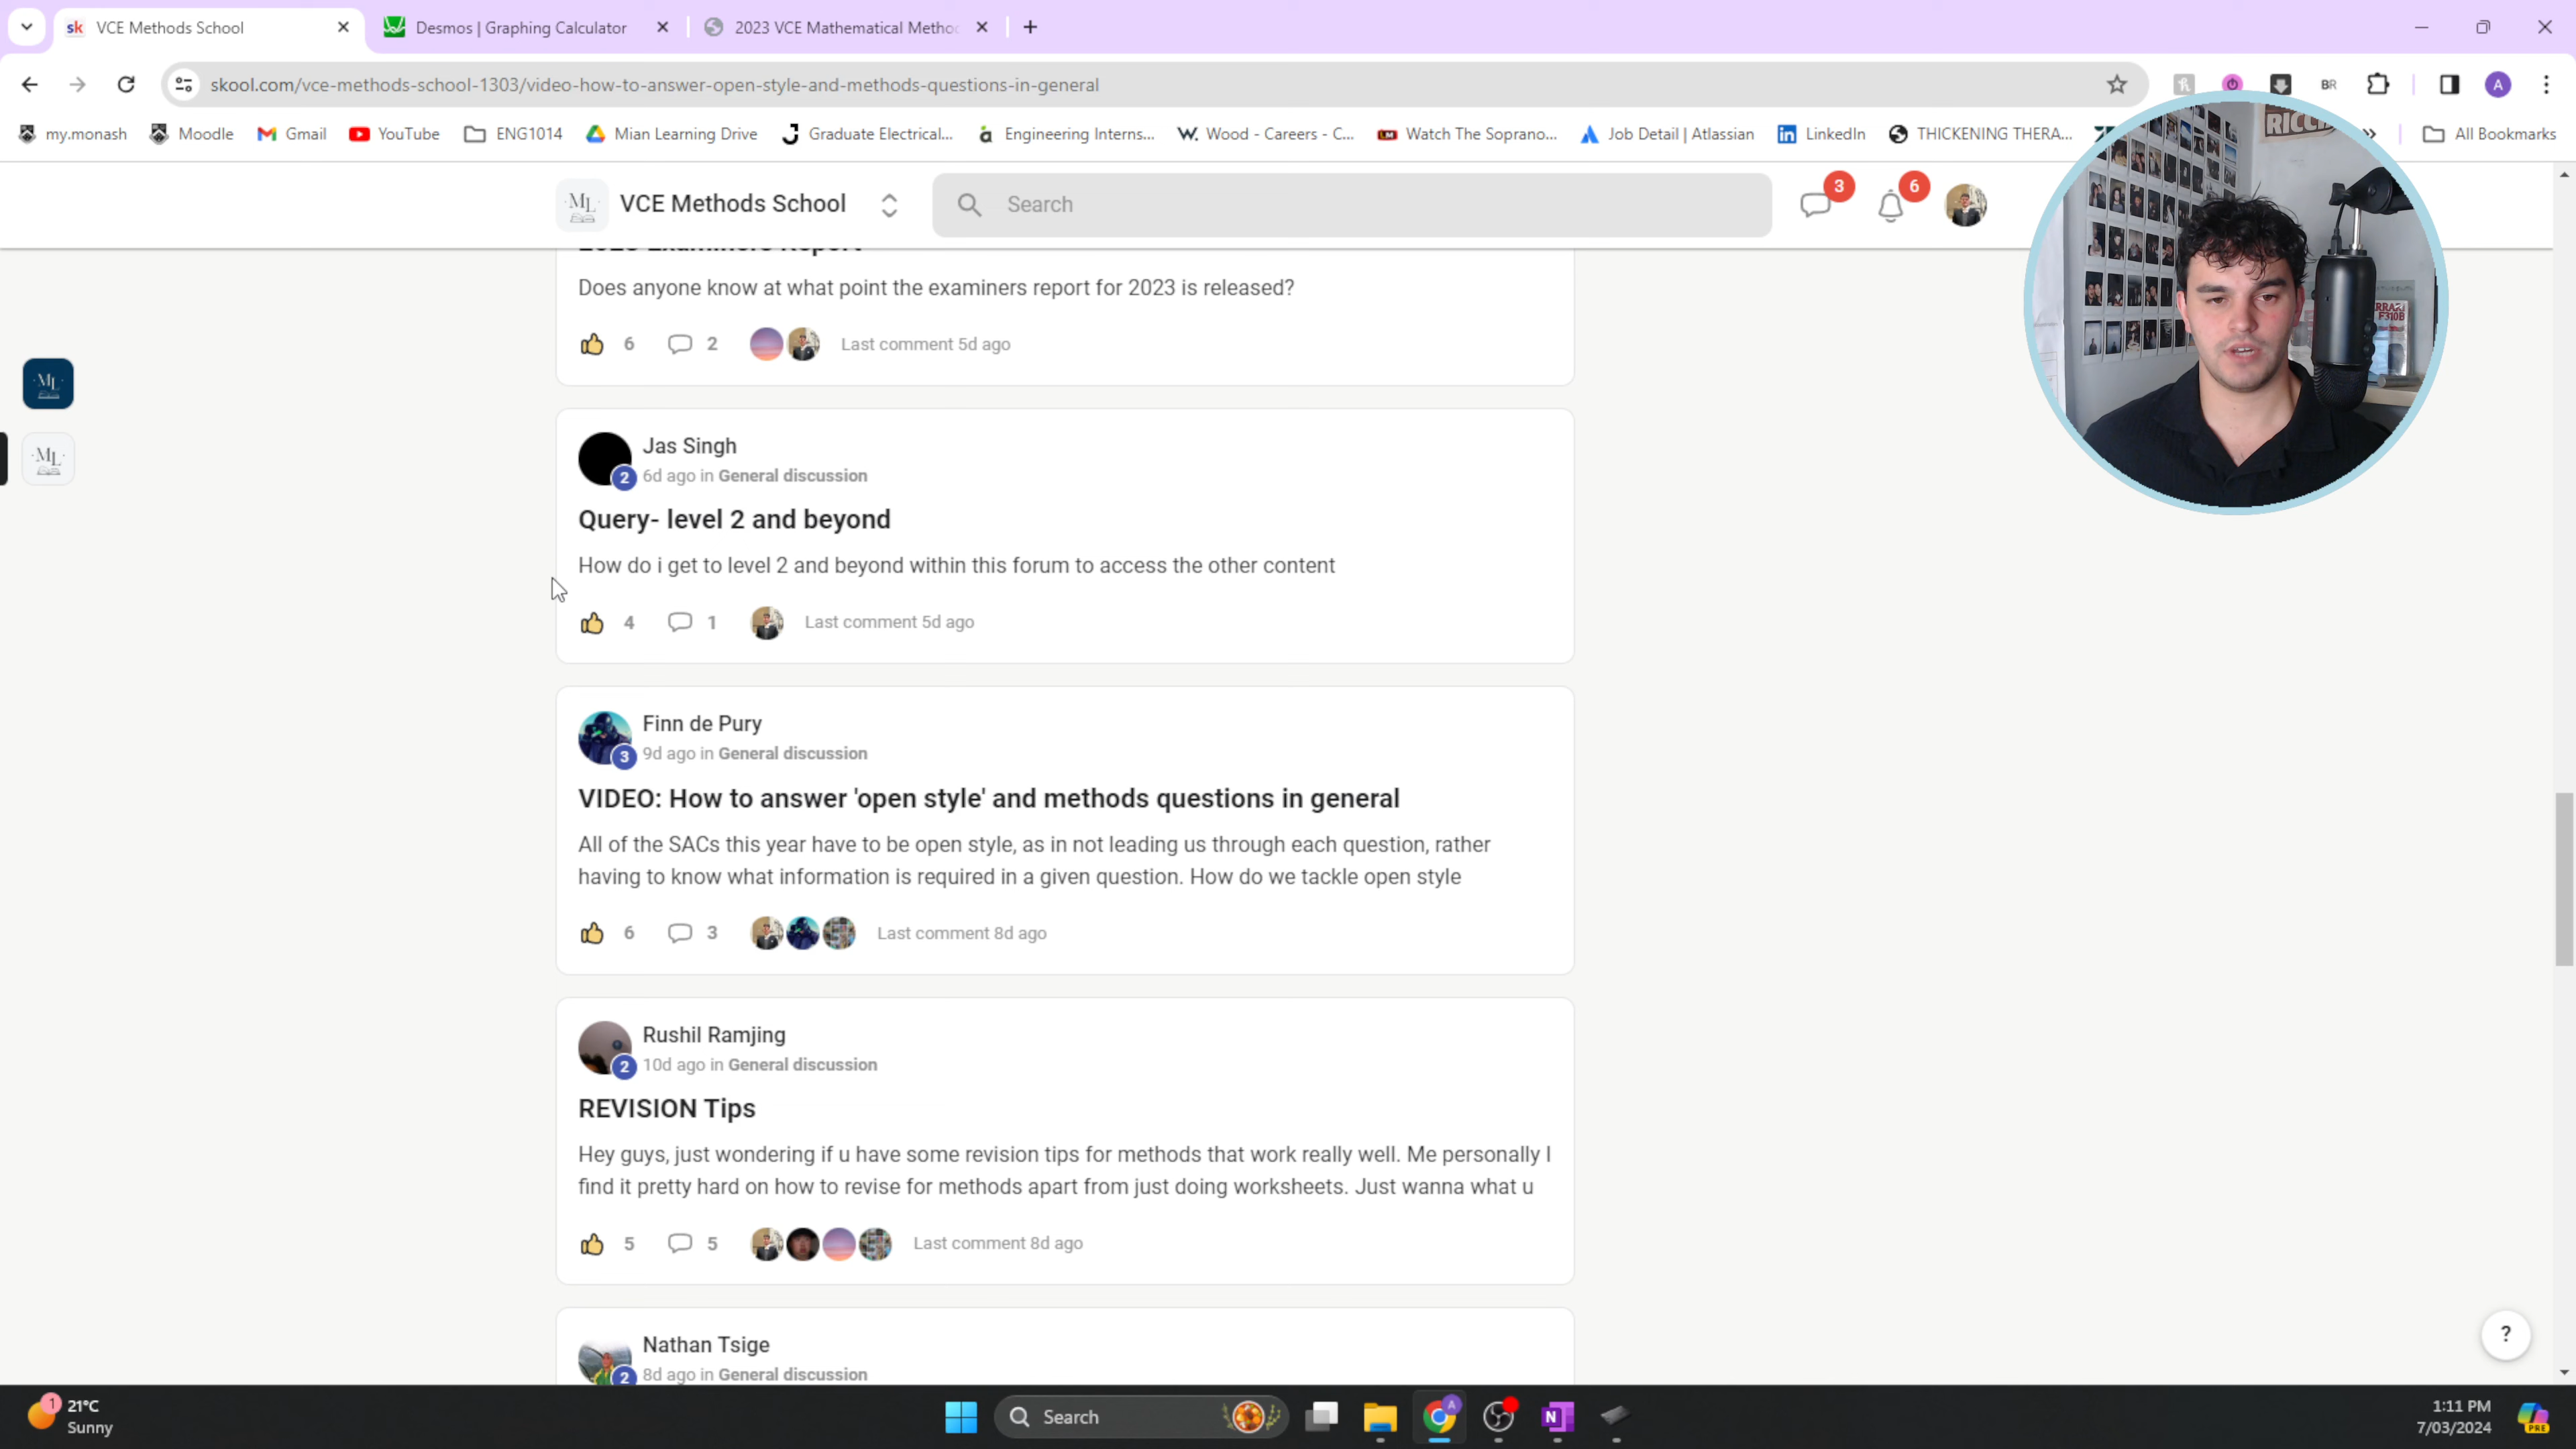 VCE Methods School
Desmos | Graphing Calculator
2023 VCE Mathematical Metho
skool.com/vce-methods-school-1303/video-how-to-answer-open-style-and-methods-questions-in-general
BR
A
my.monash
Moodle
Gmail
YouTube
ENG1014
Mian Learning Drive
Graduate Electrical...
Engineering Interns...
Wood - Careers - C...
Watch The Soprano...
Job Detail | Atlassian
LinkedIn
THICKENING THERA...
All Bookmarks
ML
VCE Methods School
Search
3
6
Does anyone know at what point the examiners report for 2023 is released?
6
2
Last comment 5d ago
ML
ML
Jas Singh
2
6d ago in General discussion
Query- level 2 and beyond
How do i get to level 2 and beyond within this forum to access the other content
4
1
Last comment 5d ago
Finn de Pury
3
9d ago in General discussion
VIDEO: How to answer 'open style' and methods questions in general
All of the SACs this year have to be open style, as in not leading us through each question, rather
having to know what information is required in a given question. How do we tackle open style
6
3
Last comment 8d ago
Rushil Ramjing
2
10d ago in General discussion
REVISION Tips
Hey guys, just wondering if u have some revision tips for methods that work really well. Me personally I
find it pretty hard on how to revise for methods apart from just doing worksheets. Just wanna what u
5
5
Last comment 8d ago
Nathan Tsige
2
8d ago in General discussion
?
1
21°C
Sunny
Search
A
N
1:11 PM
7/03/2024
PRE